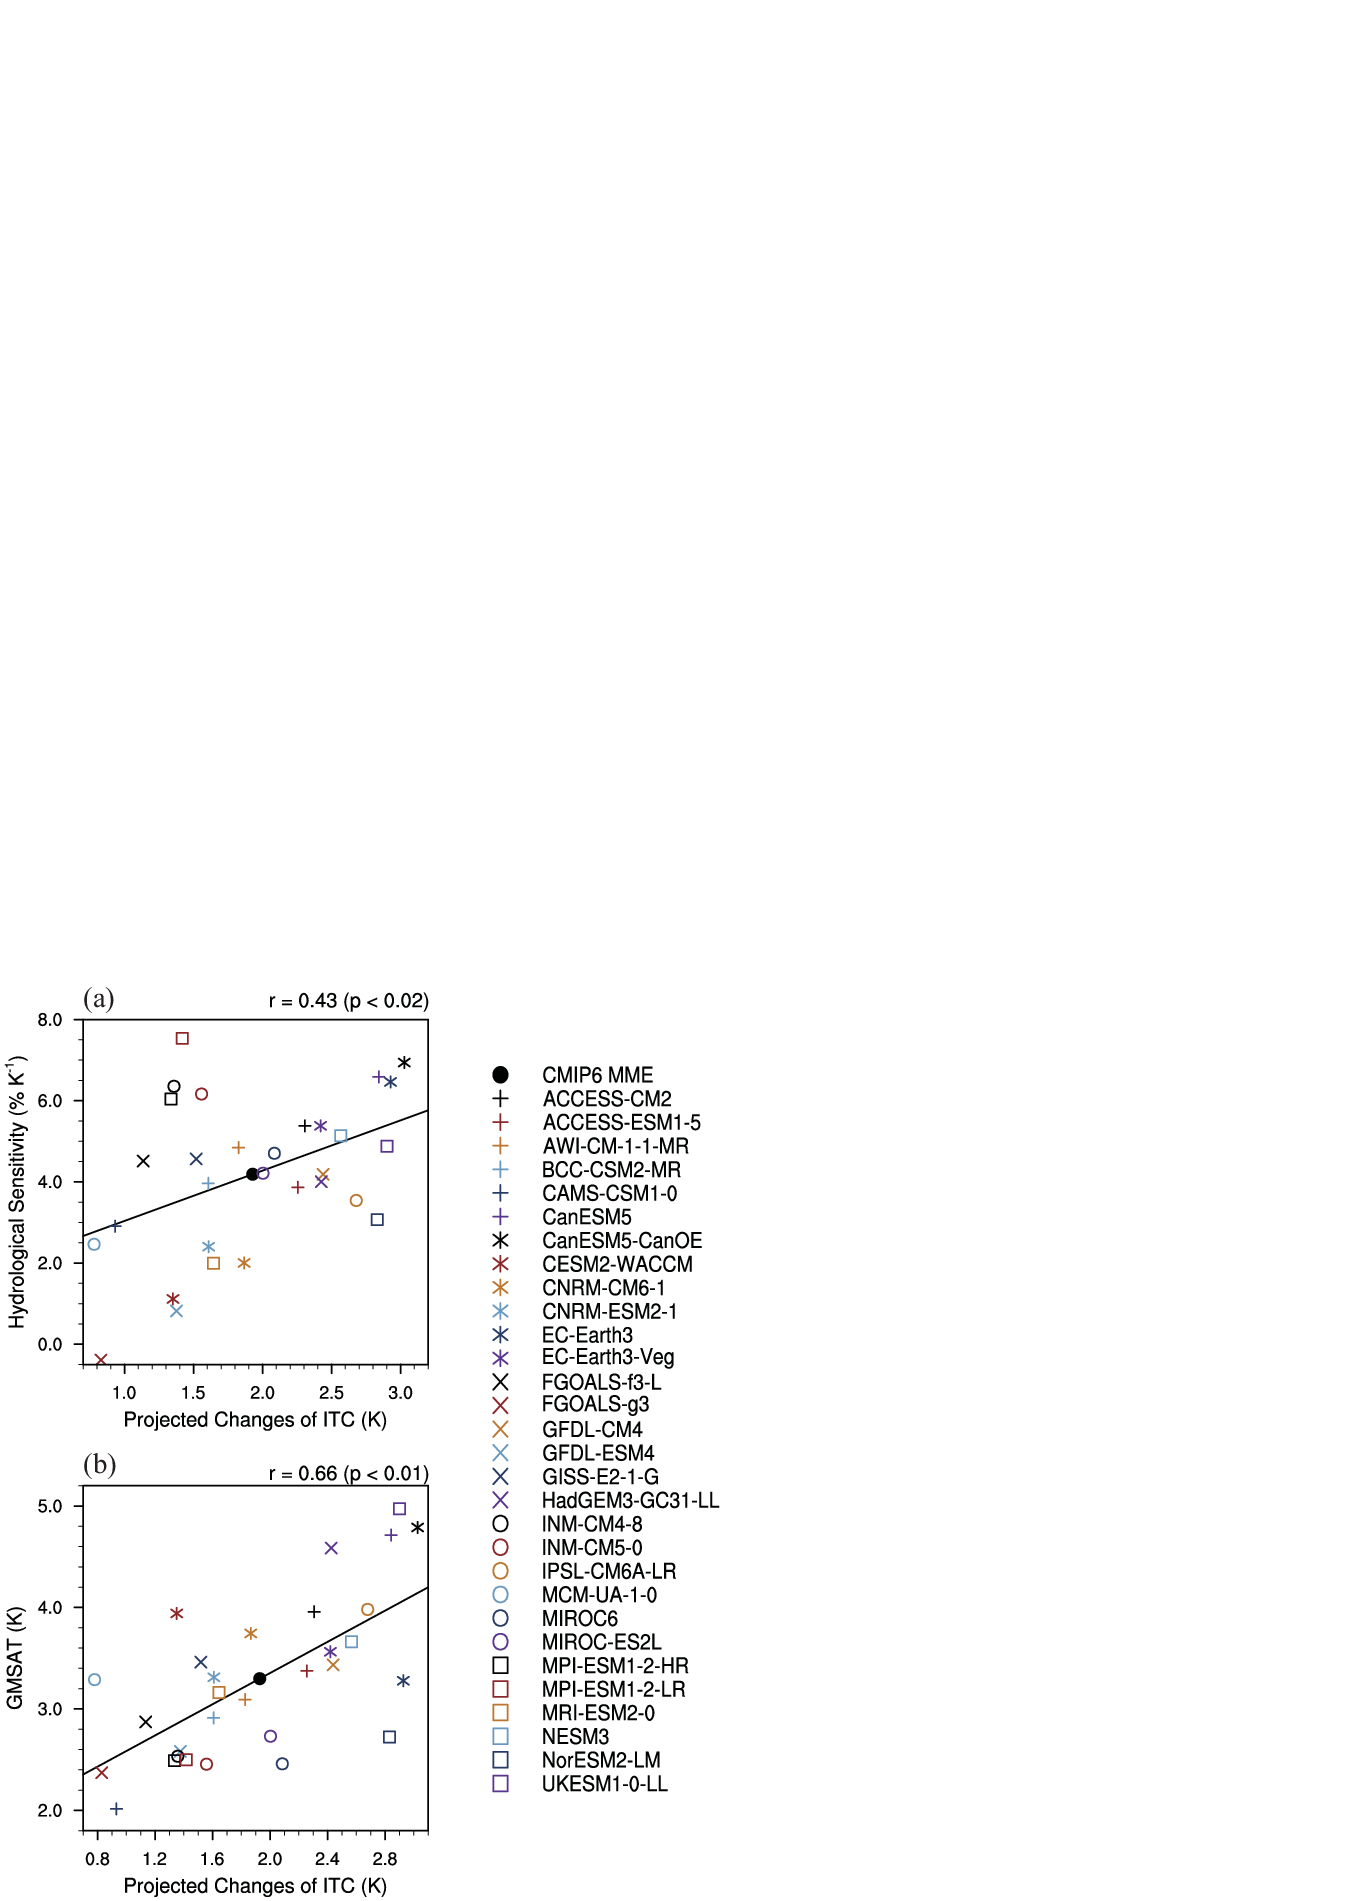 (a)
r = 0.43 (p < 0.02)
8.0
6.0
4.0
2.0
0.0
Hydrological Sensitivity (% K⁻¹)
1.0 1.5 2.0 2.5 3.0
Projected Changes of ITC (K)
(b)
r = 0.66 (p < 0.01)
5.0
4.0
3.0
2.0
GMSAT (K)
0.8 1.2 1.6 2.0 2.4 2.8
Projected Changes of ITC (K)
CMIP6 MME
ACCESS-CM2
ACCESS-ESM1-5
AWI-CM-1-1-MR
BCC-CSM2-MR
CAMS-CSM1-0
CanESM5
CanESM5-CanOE
CESM2-WACCM
CNRM-CM6-1
CNRM-ESM2-1
EC-Earth3
EC-Earth3-Veg
FGOALS-f3-L
FGOALS-g3
GFDL-CM4
GFDL-ESM4
GISS-E2-1-G
HadGEM3-GC31-LL
INM-CM4-8
INM-CM5-0
IPSL-CM6A-LR
MCM-UA-1-0
MIROC6
MIROC-ES2L
MPI-ESM1-2-HR
MPI-ESM1-2-LR
MRI-ESM2-0
NESM3
NorESM2-LM
UKESM1-0-LL